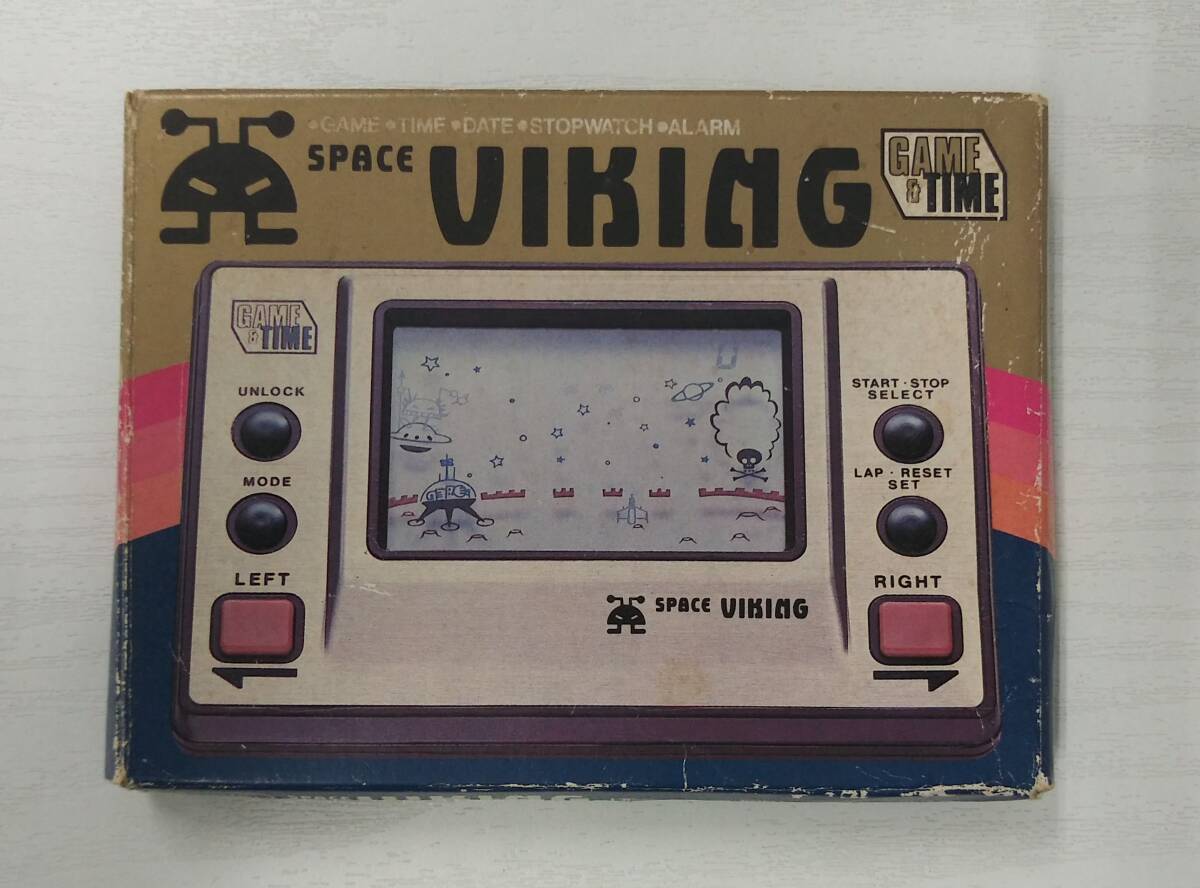 •GAME •TIME •DATE •STOPWATCH •ALARM
SPACE VIKING
GAME & TIME
GAME & TIME
UNLOCK
MODE
LEFT
0
START · STOP
SELECT
LAP · RESET
SET
RIGHT
SPACE VIKING